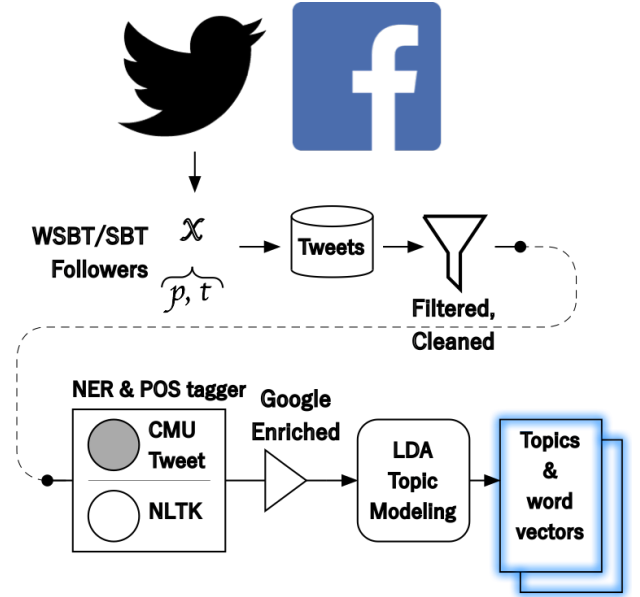 WSBT/SBT
Followers
𝒳
p, t
Tweets
Filtered,
Cleaned
NER & POS tagger
CMU
Tweet
NLTK
Google
Enriched
LDA
Topic
Modeling
Topics
&
word
vectors